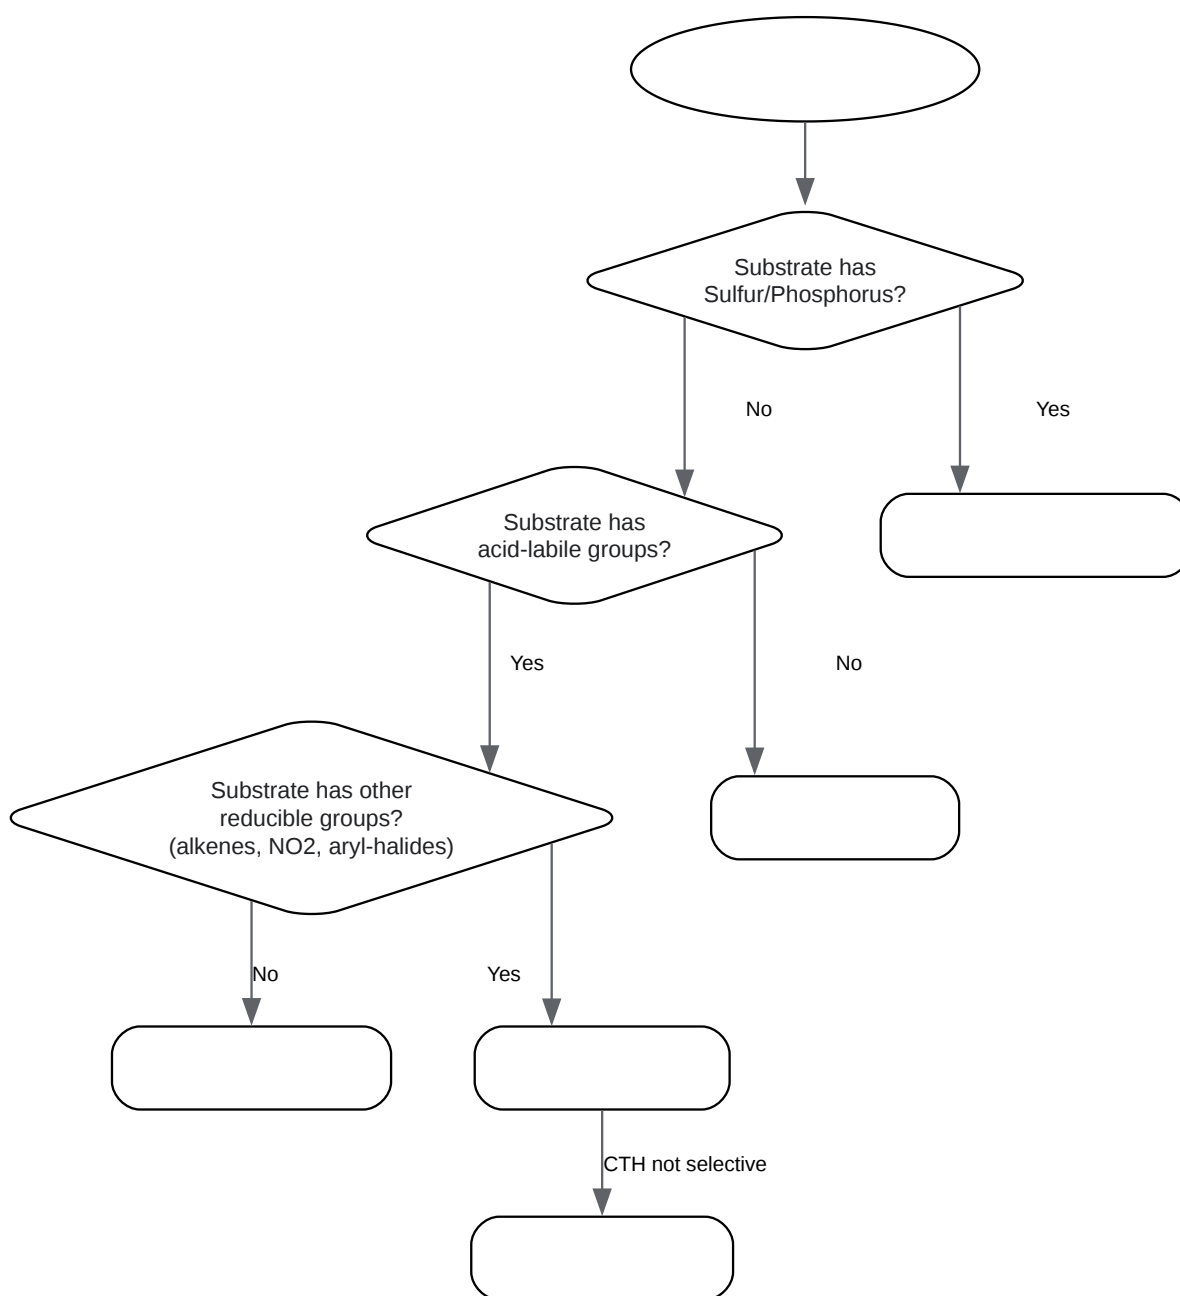 Substrate has
Sulfur/Phosphorus?
No
Yes
Substrate has
acid-labile groups?
Yes
No
Substrate has other
reducible groups?
(alkenes, NO2, aryl-halides)
No
Yes
CTH not selective